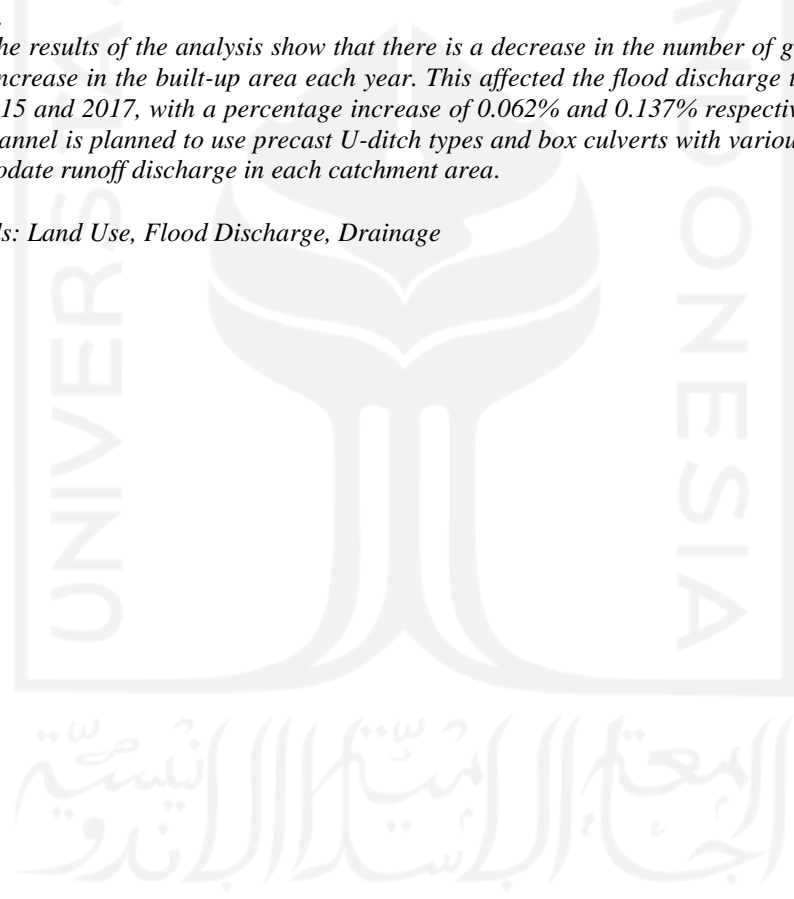 he results of the analysis show that there is a decrease in the number of g
ncrease in the built-up area each year. This affected the flood discharge t
15 and 2017, with a percentage increase of 0.062% and 0.137% respectiv
annel is planned to use precast U-ditch types and box culverts with variou
odate runoff discharge in each catchment area.
ls: Land Use, Flood Discharge, Drainage
UNIVERSITA
NDONESIA